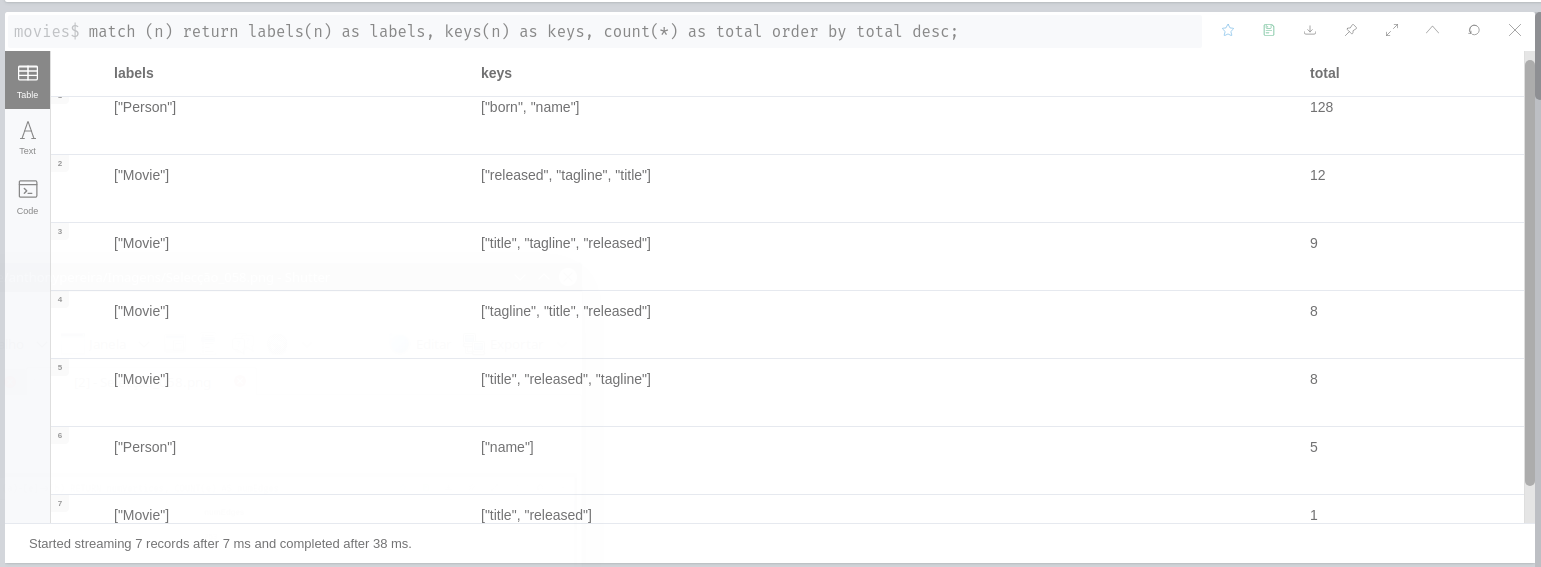 movies$ match (n) return labels(n) as labels, keys(n) as keys, count(*) as total order by total desc;
Table
Text
Code
labels keys total
["Person"] ["born", "name"] 128
2
["Movie"] ["released", "tagline", "title"] 12
3
["Movie"] ["title", "tagline", "released"] 9
4
["Movie"] ["tagline", "title", "released"] 8
5
["Movie"] ["title", "released", "tagline"] 8
6
["Person"] ["name"] 5
7
["Movie"] ["title", "released"] 1
Started streaming 7 records after 7 ms and completed after 38 ms.